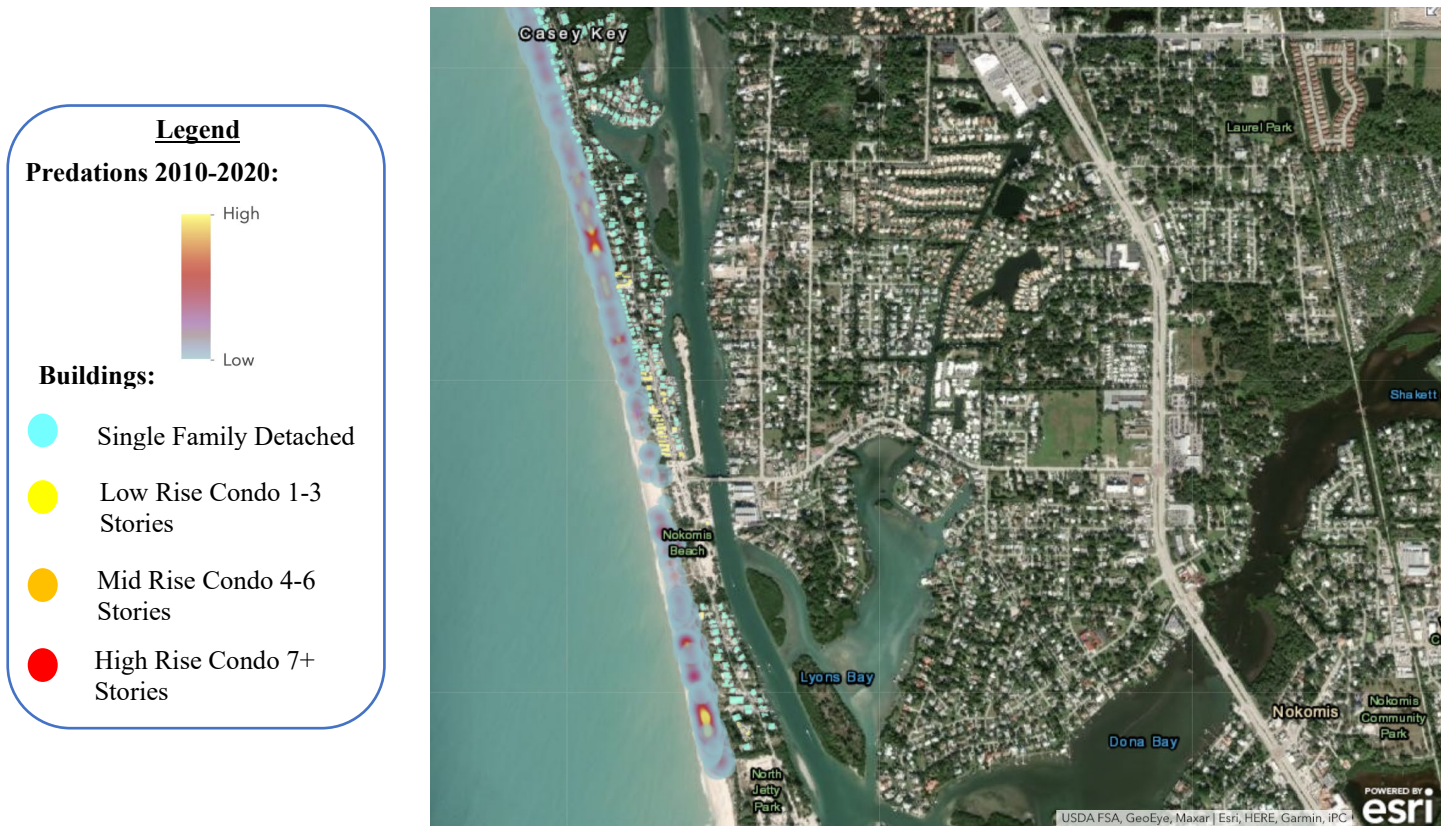 Legend
Predations 2010-2020:
High
Low
Buildings:
Single Family Detached
Low Rise Condo 1-3
Stories
Mid Rise Condo 4-6
Stories
High Rise Condo 7+
Stories
Casey Key
Laurel Park
Shakett
Nokomis
Beach
Lyons Bay
Nokomis
Nokomis
Community
Park
Dona Bay
North
Jetty
Park
POWERED BY
esri
USDA FSA, GeoEye, Maxar | Esri, HERE, Garmin, iPC